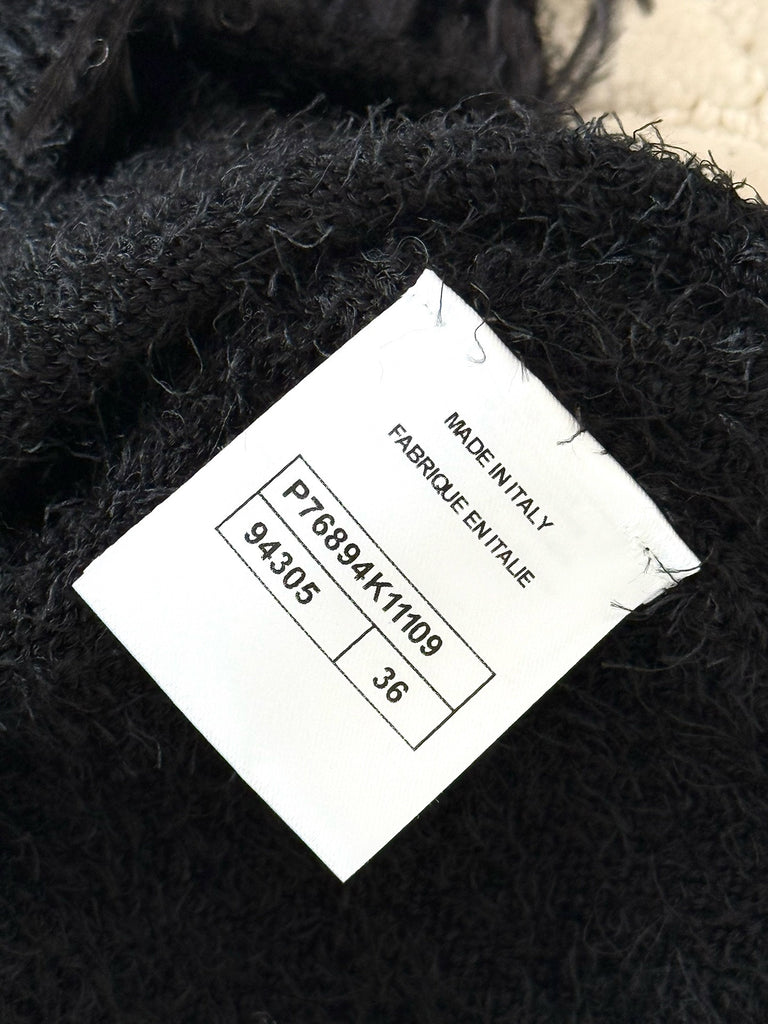 MADE IN ITALY
FABRIQUE EN ITALIE
P76894K11109
94305
36